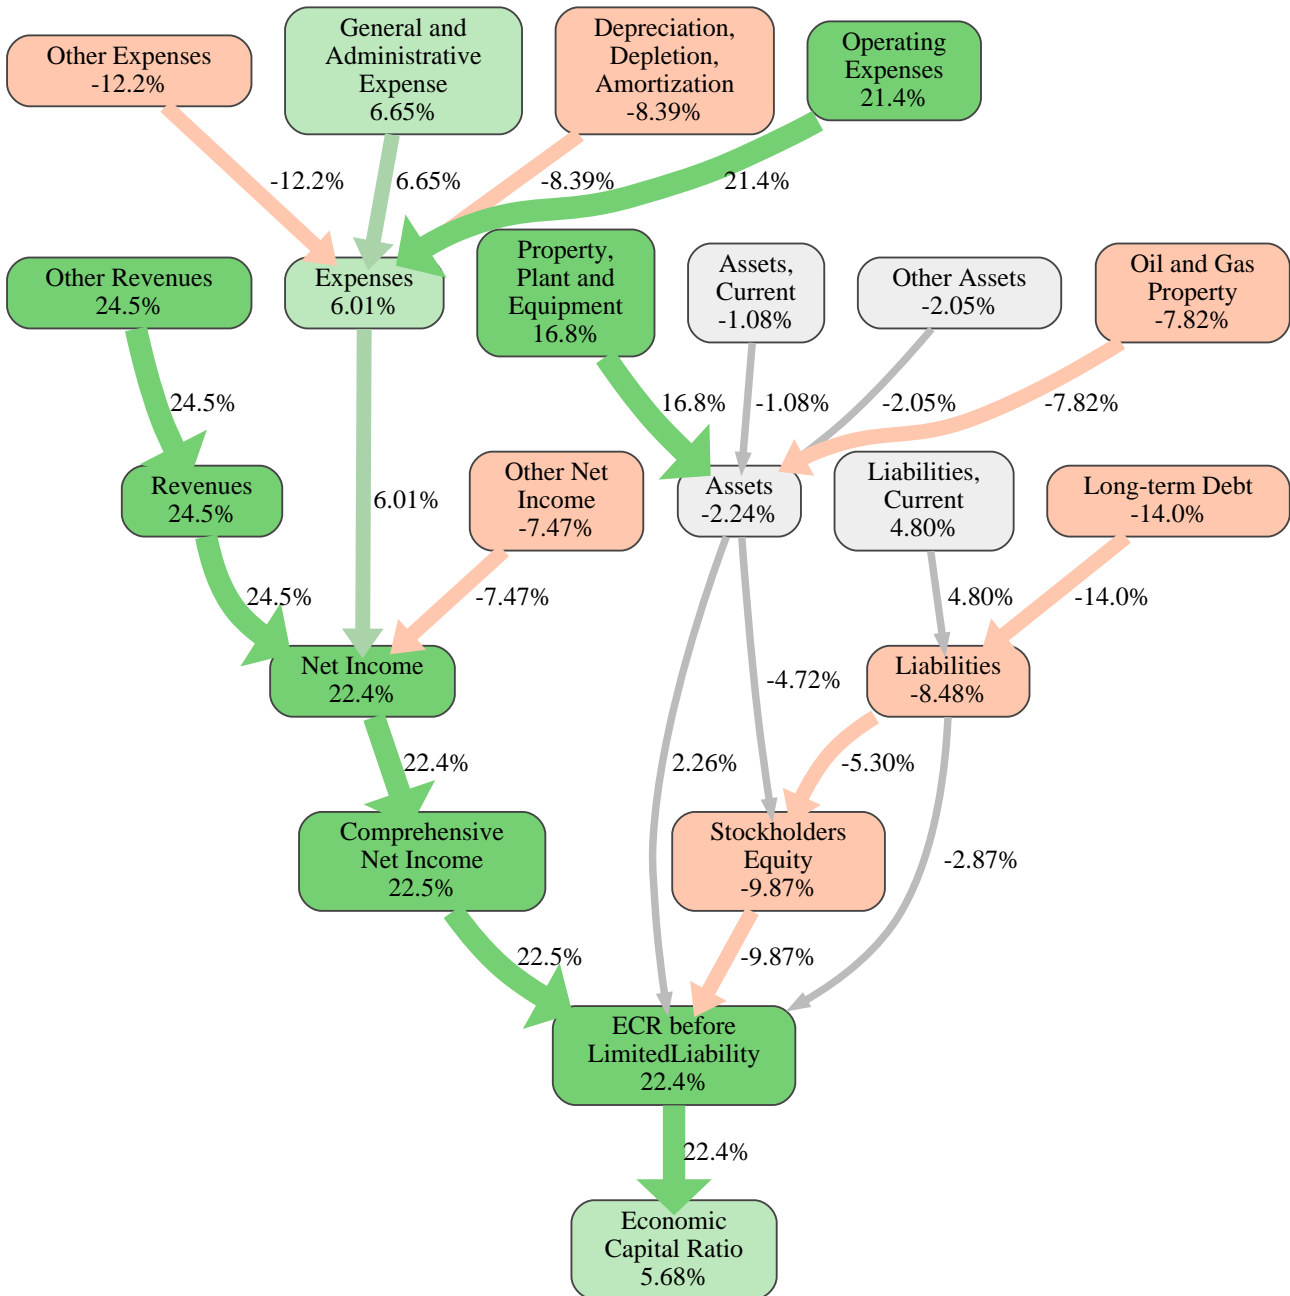 Other Expenses
-12.2%
General and
Administrative
Expense
6.65%
Depreciation,
Depletion,
Amortization
-8.39%
Operating
Expenses
21.4%
-12.2%
6.65%
-8.39%
21.4%
Other Revenues
24.5%
Expenses
6.01%
Property,
Plant and
Equipment
16.8%
Assets,
Current
-1.08%
Other Assets
-2.05%
Oil and Gas
Property
-7.82%
24.5%
16.8%
-1.08%
-2.05%
-7.82%
Revenues
24.5%
6.01%
Other Net
Income
-7.47%
Assets
-2.24%
Liabilities,
Current
4.80%
Long-term Debt
-14.0%
24.5%
-7.47%
4.80%
-14.0%
Net Income
22.4%
-4.72%
Liabilities
-8.48%
22.4%
2.26%
-5.30%
Comprehensive
Net Income
22.5%
Stockholders
Equity
-9.87%
-2.87%
22.5%
-9.87%
ECR before
LimitedLiability
22.4%
22.4%
Economic
Capital Ratio
5.68%